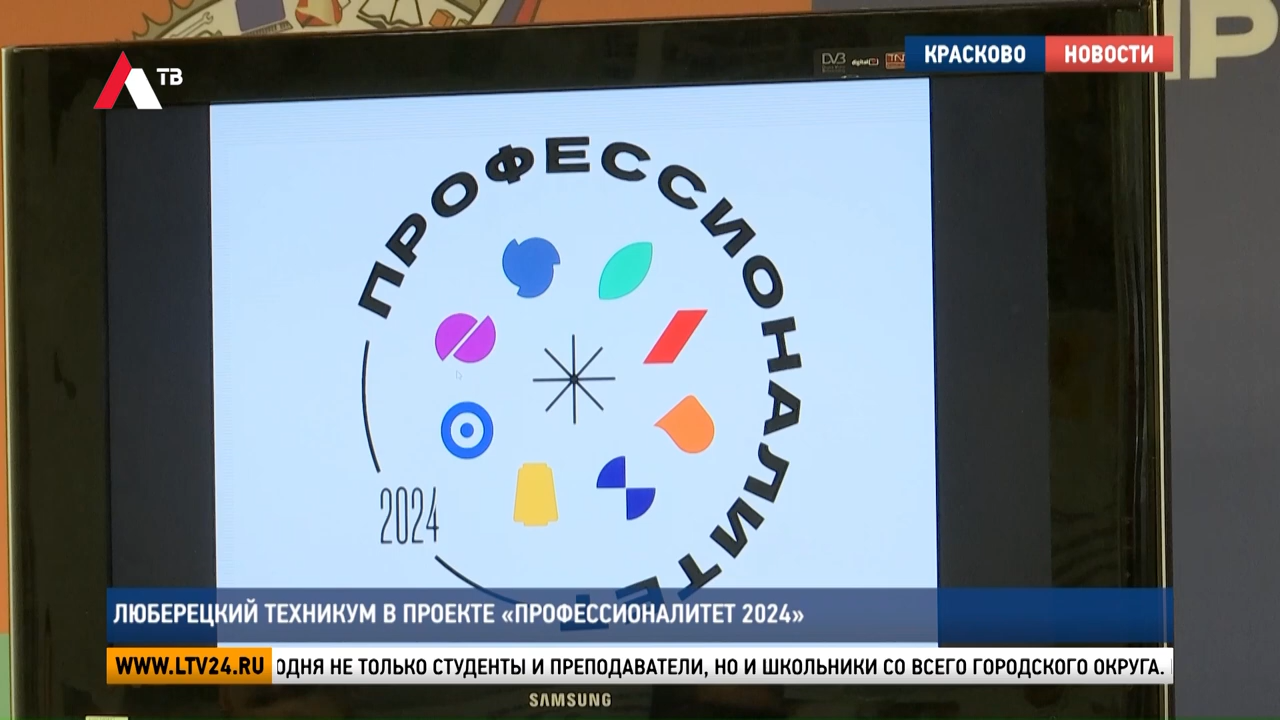 ТВ
DVB
КРАСКОВО НОВОСТИ
ПРОФЕССИОНАЛИТЕТ
2024
ЛЮБЕРЕЦКИЙ ТЕХНИКУМ В ПРОЕКТЕ «ПРОФЕССИОНАЛИТЕТ 2024»
WWW.LTV24.RU ОДНЯ НЕ ТОЛЬКО СТУДЕНТЫ И ПРЕПОДАВАТЕЛИ, НО И ШКОЛЬНИКИ СО ВСЕГО ГОРОДСКОГО ОКРУГА.
SAMSUNG